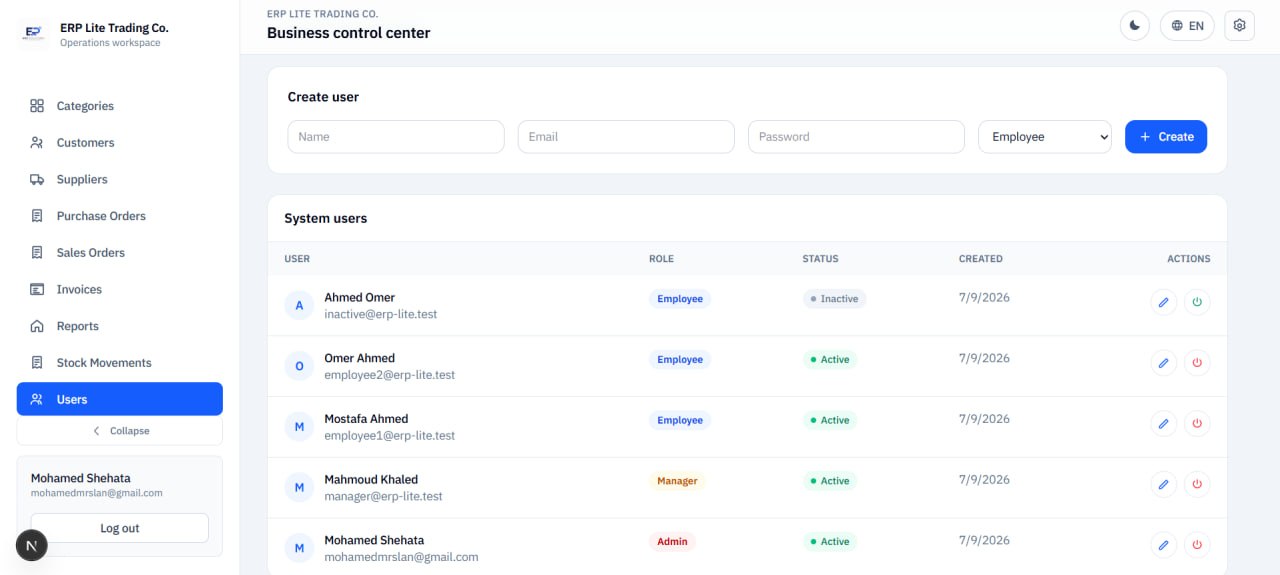 ERP Lite Trading Co.
Operations workspace
Categories
Customers
Suppliers
Purchase Orders
Sales Orders
Invoices
Reports
Stock Movements
Users
Collapse
Mohamed Shehata
mohamedmrslan@gmail.com
Log out
N
ERP LITE TRADING CO.
Business control center
EN
Create user
Name Email Password Employee + Create
System users
USER ROLE STATUS CREATED ACTIONS
A Ahmed Omer Employee Inactive 7/9/2026
inactive@erp-lite.test
O Omer Ahmed Employee Active 7/9/2026
employee2@erp-lite.test
M Mostafa Ahmed Employee Active 7/9/2026
employee1@erp-lite.test
M Mahmoud Khaled Manager Active 7/9/2026
manager@erp-lite.test
M Mohamed Shehata Admin Active 7/9/2026
mohamedmrslan@gmail.com